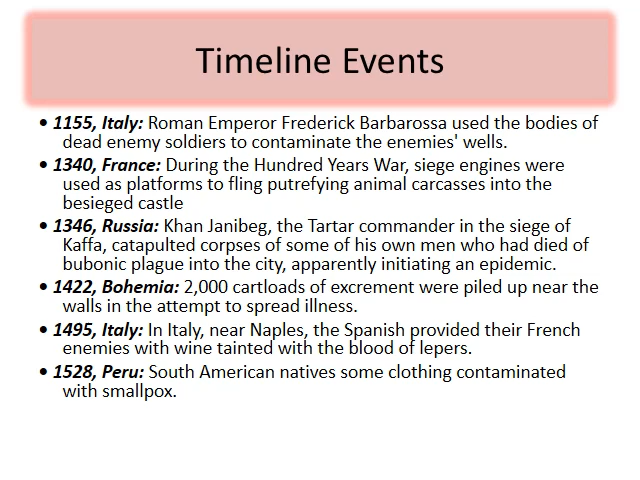 Timeline Events
• 1155, Italy: Roman Emperor Frederick Barbarossa used the bodies of
dead enemy soldiers to contaminate the enemies' wells.
• 1340, France: During the Hundred Years War, siege engines were
used as platforms to fling putrefying animal carcasses into the
besieged castle
• 1346, Russia: Khan Janibeg, the Tartar commander in the siege of
Kaffa, catapulted corpses of some of his own men who had died of
bubonic plague into the city, apparently initiating an epidemic.
• 1422, Bohemia: 2,000 cartloads of excrement were piled up near the
walls in the attempt to spread illness.
• 1495, Italy: In Italy, near Naples, the Spanish provided their French
enemies with wine tainted with the blood of lepers.
• 1528, Peru: South American natives some clothing contaminated
with smallpox.